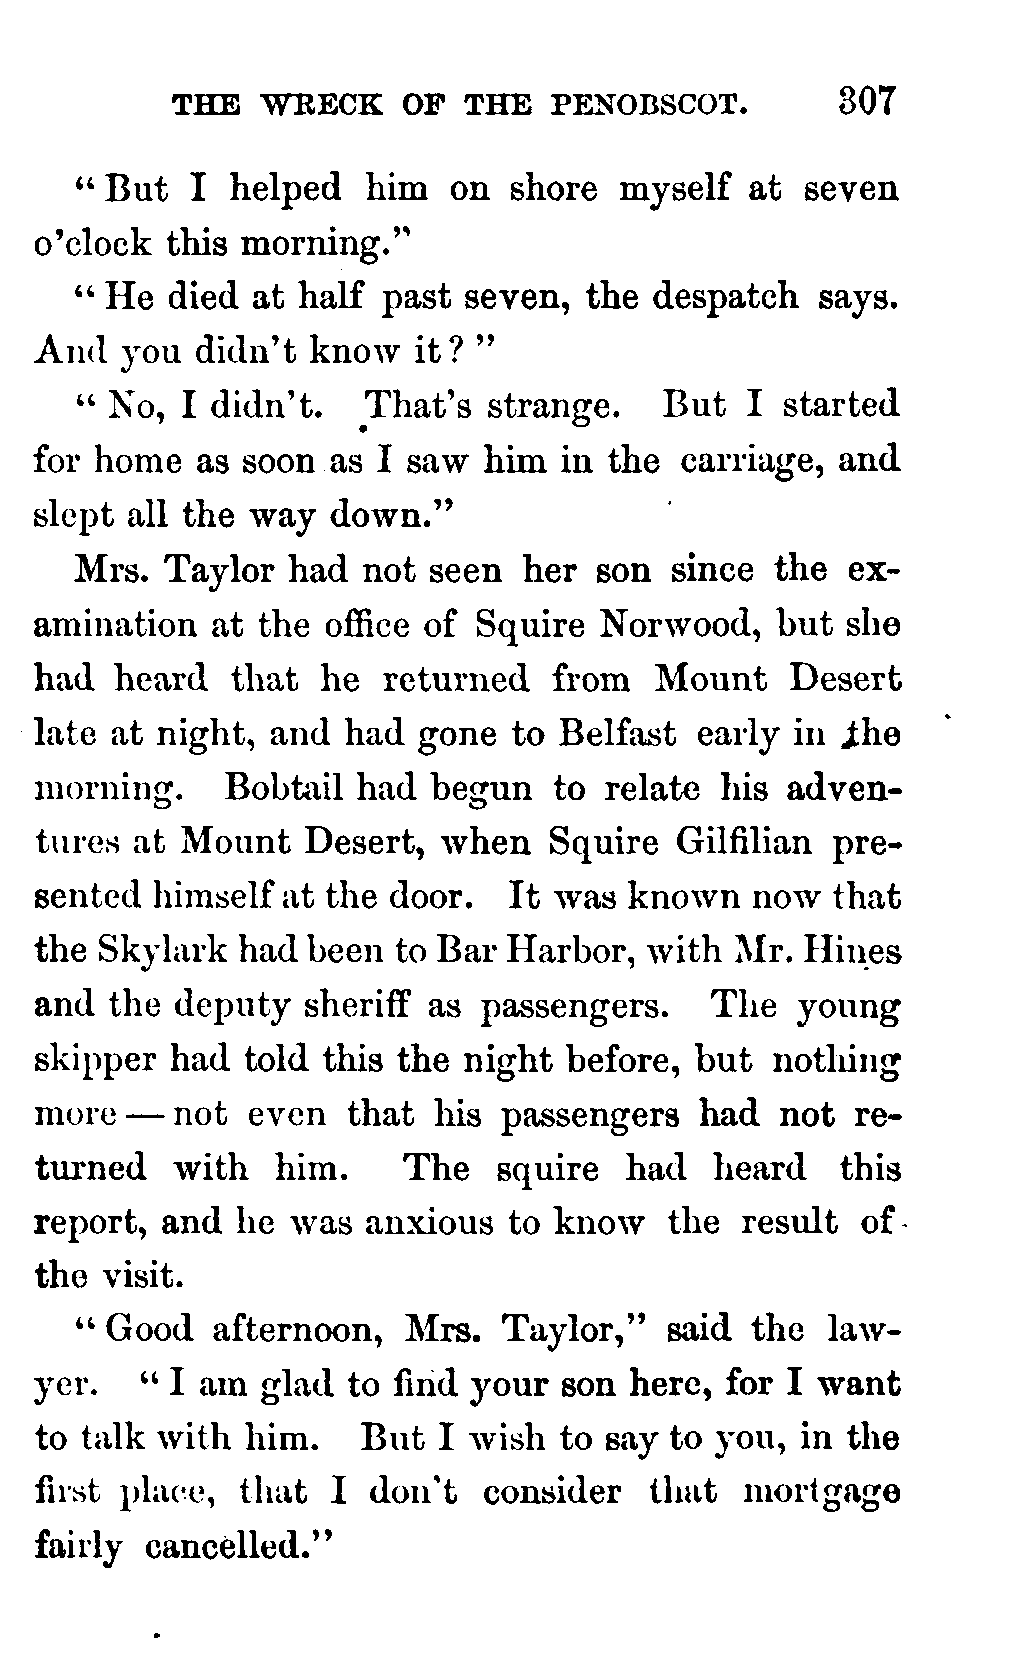 THE WRECK OF THE PENOBSCOT. 307
"But I helped him on shore myself at seven
o'clock this morning."
"He died at half past seven, the despatch says.
And you didn't know it?"
"No, I didn't. That's strange. But I started
for home as soon as I saw him in the carriage, and
slept all the way down."
Mrs. Taylor had not seen her son since the ex-
amination at the office of Squire Norwood, but she
had heard that he returned from Mount Desert
late at night, and had gone to Belfast early in the
morning. Bobtail had begun to relate his adven-
tures at Mount Desert, when Squire Gilfilian pre-
sented himself at the door. It was known now that
the Skylark had been to Bar Harbor, with Mr. Hines
and the deputy sheriff as passengers. The young
skipper had told this the night before, but nothing
more — not even that his passengers had not re-
turned with him. The squire had heard this
report, and he was anxious to know the result of
the visit.
"Good afternoon, Mrs. Taylor," said the law-
yer. "I am glad to find your son here, for I want
to talk with him. But I wish to say to you, in the
first place, that I don't consider that mortgage
fairly cancelled."